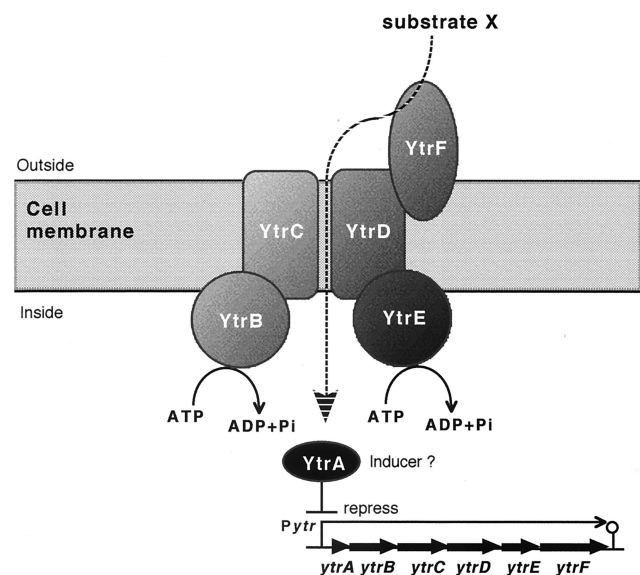 substrate X
YtrF
Outside
Cell
membrane
YtrC
YtrD
Inside
YtrB
YtrE
ATP
ADP+Pi
ATP
ADP+Pi
YtrA
Inducer ?
repress
Pytr
ytrA ytrB ytrC ytrD ytrE ytrF